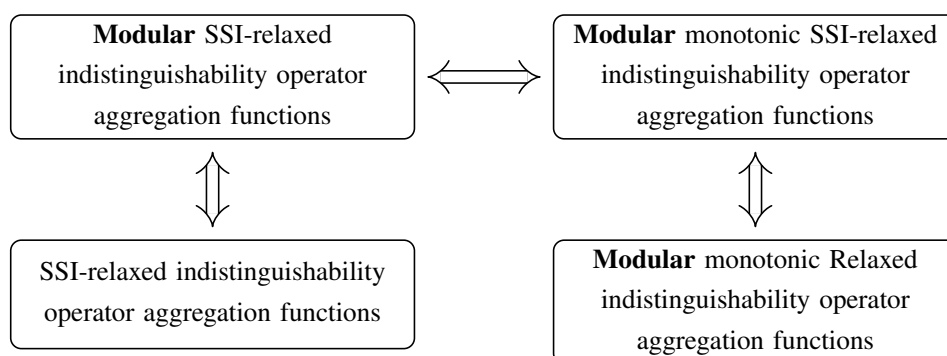 Modular SSI-relaxed
indistinguishability operator
aggregation functions
Modular monotonic SSI-relaxed
indistinguishability operator
aggregation functions
SSI-relaxed indistinguishability
operator aggregation functions
Modular monotonic Relaxed
indistinguishability operator
aggregation functions